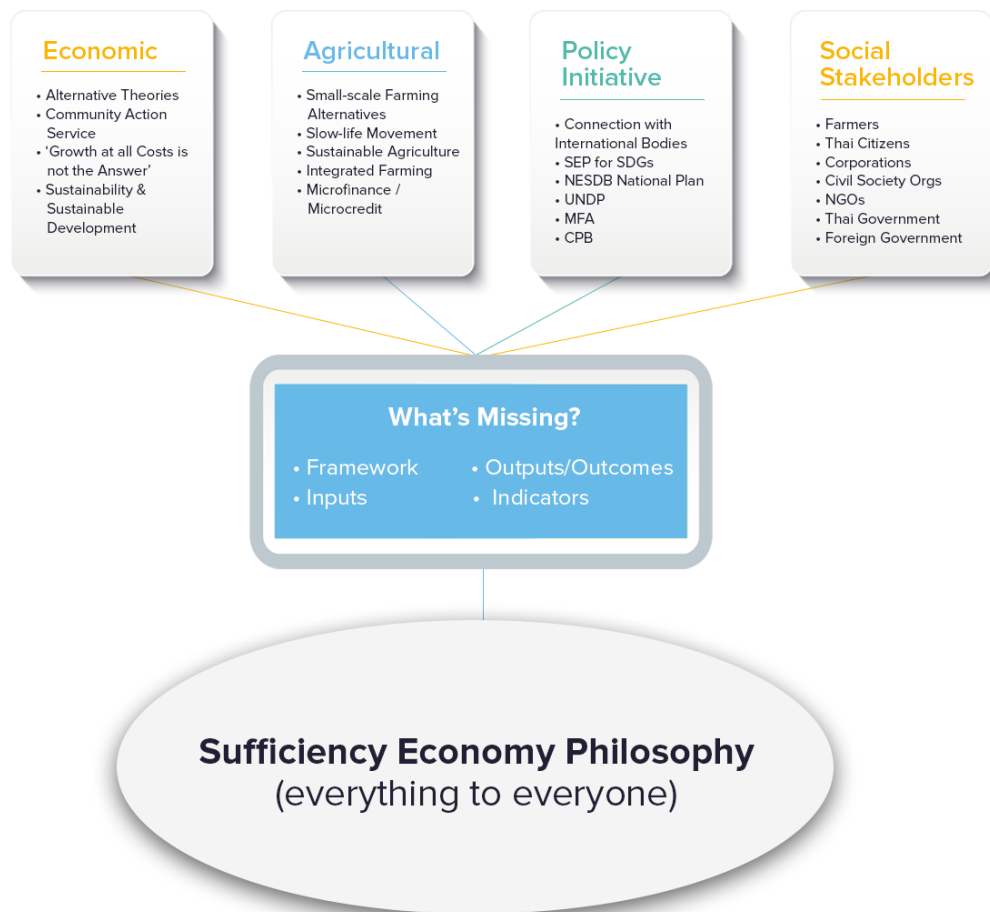 Economic
• Alternative Theories
• Community Action
Service
• ‘Growth at all Costs is
not the Answer’
• Sustainability &
Sustainable
Development
Agricultural
• Small-scale Farming
Alternatives
• Slow-life Movement
• Sustainable Agriculture
• Integrated Farming
• Microfinance /
Microcredit
Policy
Initiative
• Connection with
International Bodies
• SEP for SDGs
• NESDB National Plan
• UNDP
• MFA
• CPB
Social
Stakeholders
• Farmers
• Thai Citizens
• Corporations
• Civil Society Orgs
• NGOs
• Thai Government
• Foreign Government
What’s Missing?
• Framework
• Inputs
• Outputs/Outcomes
• Indicators
Sufficiency Economy Philosophy
(everything to everyone)